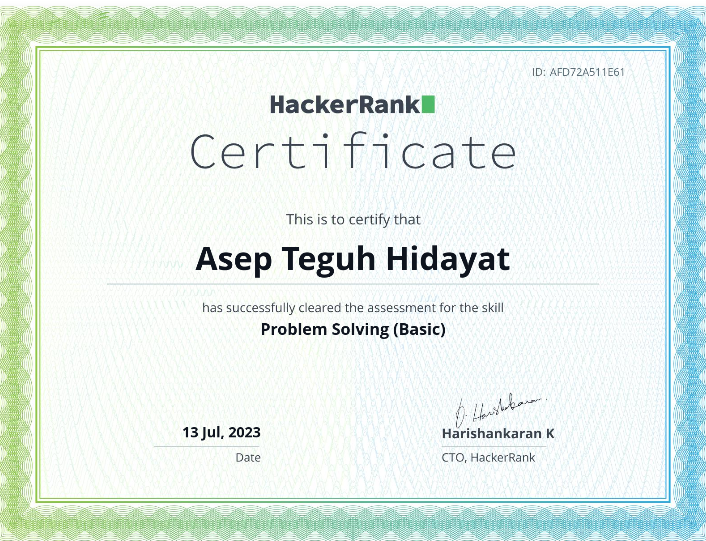 ID: AFD72A511E61
HackerRank
Certificate
This is to certify that
Asep Teguh Hidayat
has successfully cleared the assessment for the skill
Problem Solving (Basic)
13 Jul, 2023
Date
Harishankaran K
CTO, HackerRank